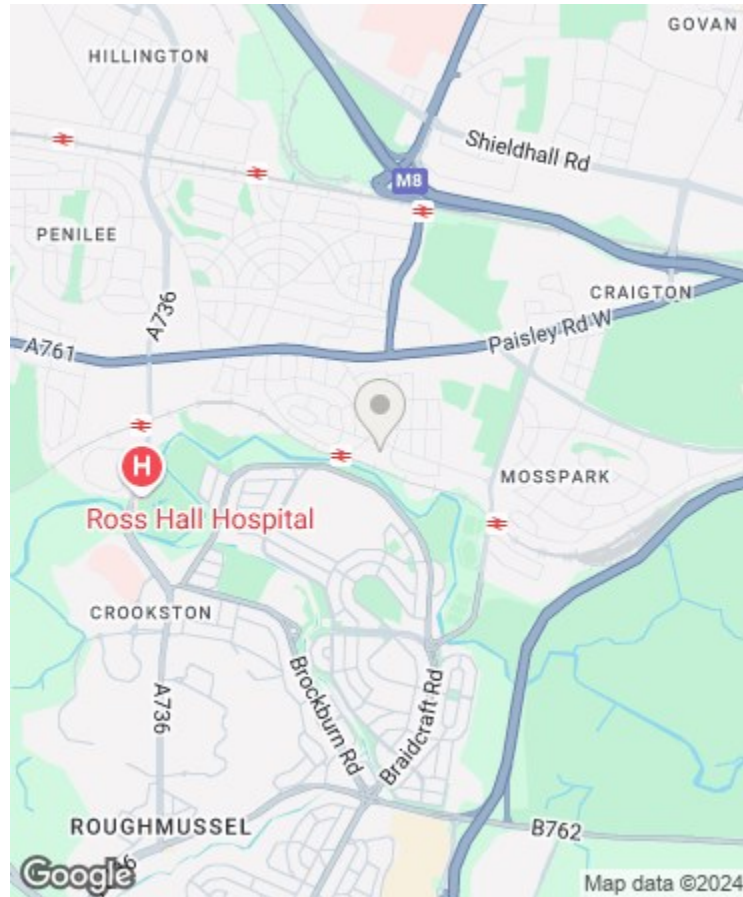 GOVAN
HILLINGTON
Shieldhall Rd
M8
PENILEE
A736
CRAIGTON
Paisley Rd W
A761
H
MOSSPARK
Ross Hall Hospital
CROOKSTON
Brockburn Rd
Braidcraft Rd
A736
ROUGHMUSSEL
B762
Google
Map data ©2024